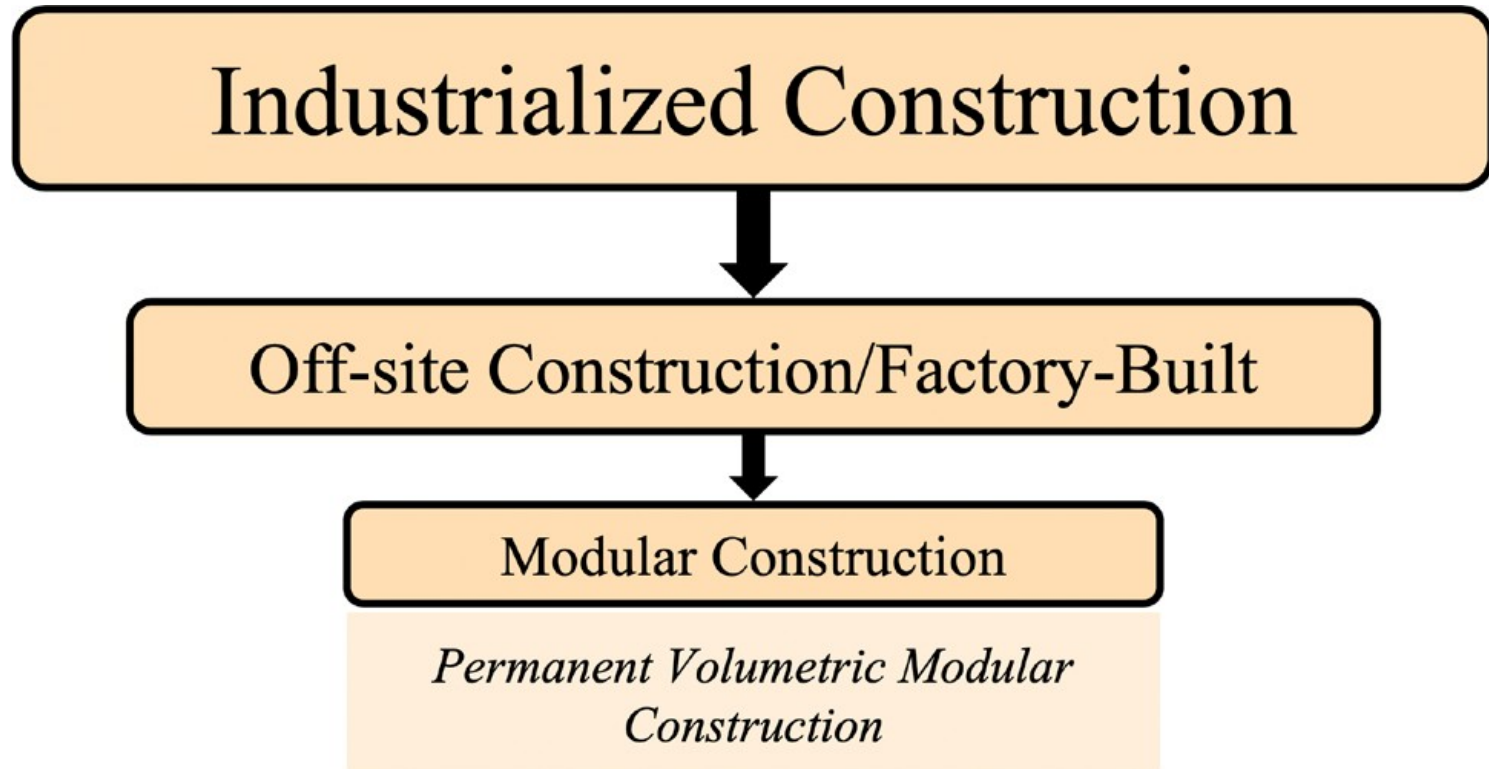 Industrialized Construction
Off-site Construction/Factory-Built
Modular Construction
Permanent Volumetric Modular
Construction